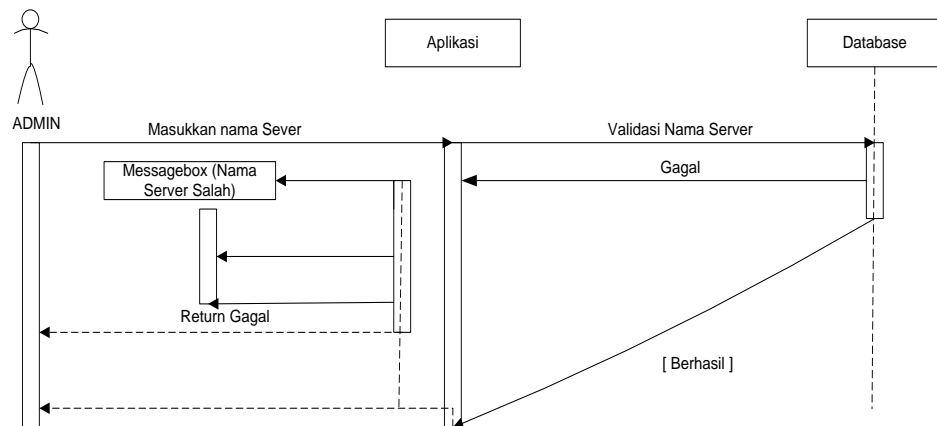 Aplikasi
Database
ADMIN
Masukkan nama Sever
Validasi Nama Server
Messagebox (Nama
Server Salah)
Gagal
Return Gagal
[ Berhasil ]